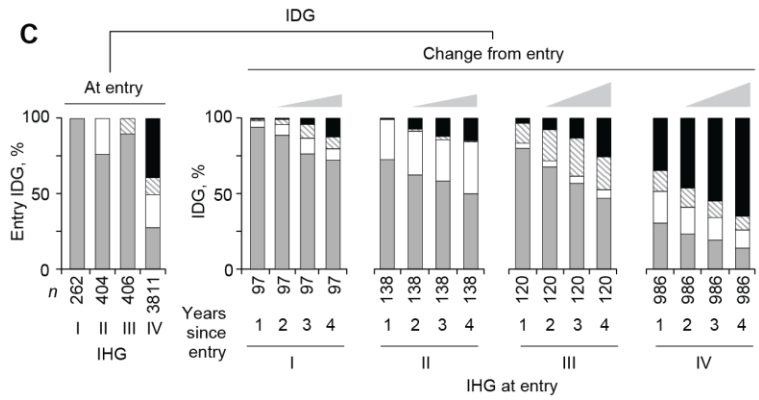 C
IDG
At entry
Change from entry
Entry IDG, %
100
50
0
n
262 404 406 3811
I II III IV
IHG
IDG, %
100
50
0
97 97 97 97 138 138 138 138 120 120 120 120 986 986 986 986
Years since entry
1 2 3 4 1 2 3 4 1 2 3 4 1 2 3 4
I II III IV
IHG at entry